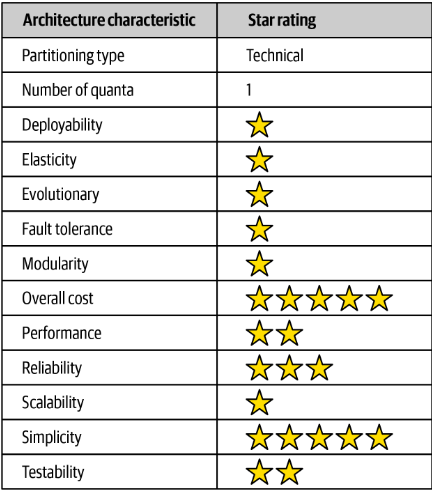 Architecture characteristic Star rating
Partitioning type Technical
Number of quanta 1
Deployability
Elasticity
Evolutionary
Fault tolerance
Modularity
Overall cost
Performance
Reliability
Scalability
Simplicity
Testability